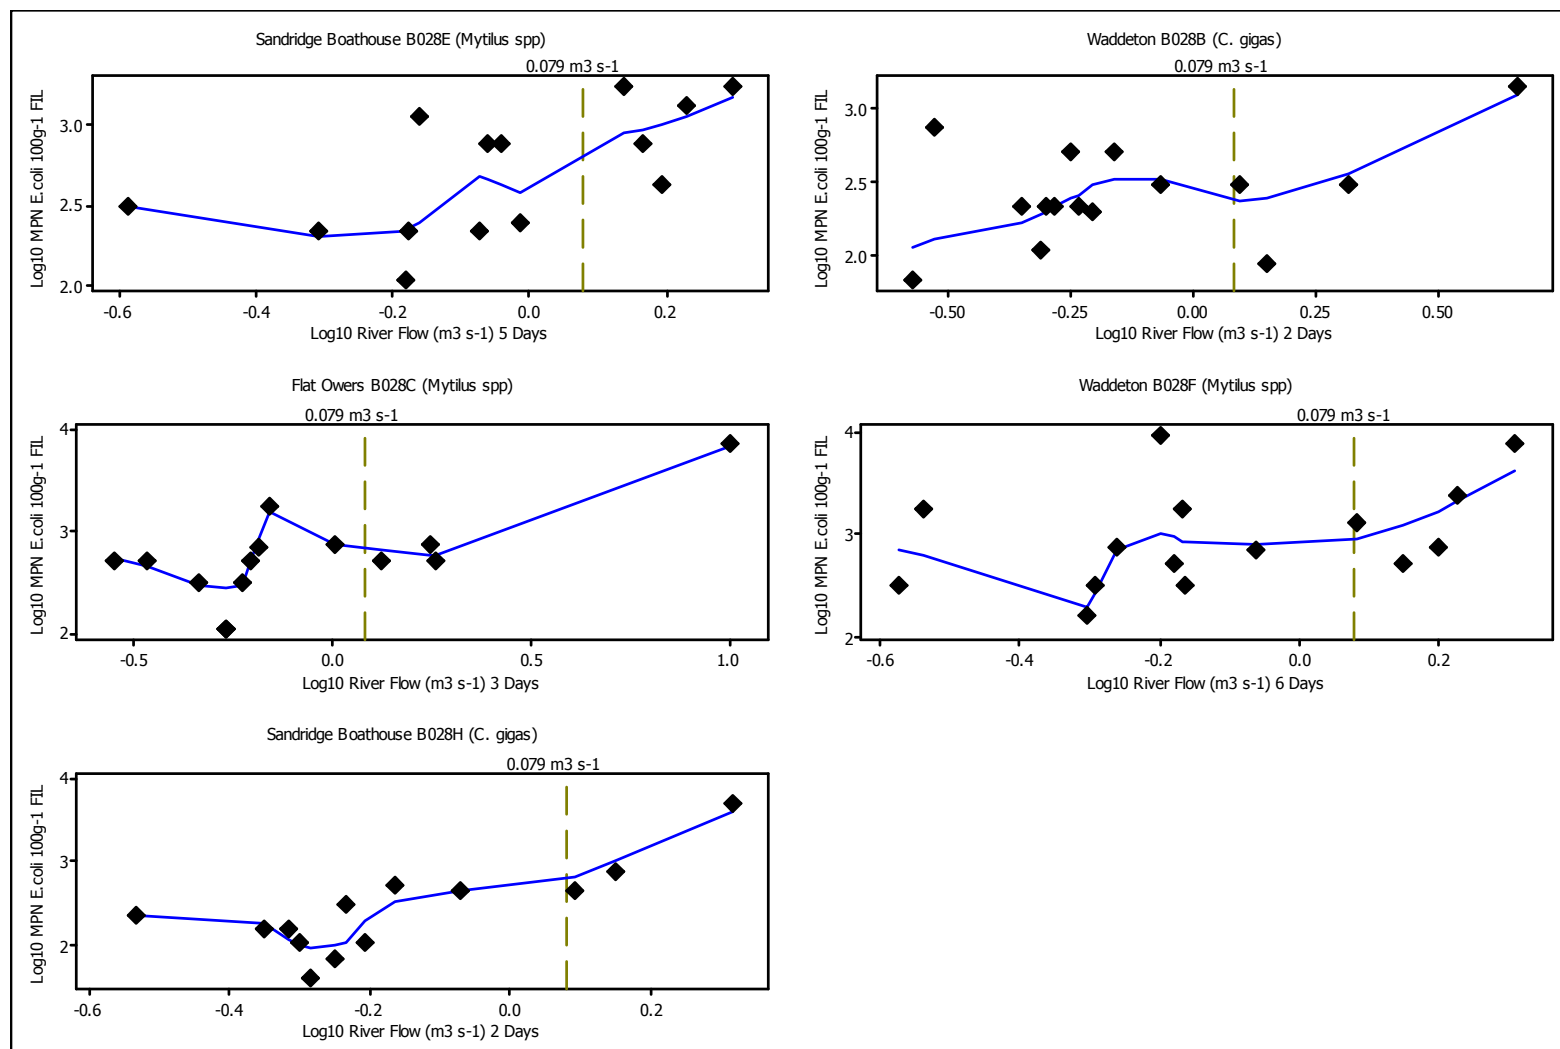 Sandridge Boathouse B028E (Mytilus spp)
0.079 m3 s-1
Log10 MPN E.coli 100g-1 FIL
3.0
2.5
2.0
-0.6 -0.4 -0.2 0.0 0.2
Log10 River Flow (m3 s-1) 5 Days
Waddeton B028B (C. gigas)
0.079 m3 s-1
Log10 MPN E.coli 100g-1 FIL
3.0
2.5
2.0
-0.50 -0.25 0.00 0.25 0.50
Log10 River Flow (m3 s-1) 2 Days
Flat Owers B028C (Mytilus spp)
0.079 m3 s-1
Log10 MPN E.coli 100g-1 FIL
4
3
2
-0.5 0.0 0.5 1.0
Log10 River Flow (m3 s-1) 3 Days
Waddeton B028F (Mytilus spp)
0.079 m3 s-1
Log10 MPN E.coli 100g-1 FIL
4
3
2
-0.6 -0.4 -0.2 0.0 0.2
Log10 River Flow (m3 s-1) 6 Days
Sandridge Boathouse B028H (C. gigas)
0.079 m3 s-1
Log10 MPN E.coli 100g-1 FIL
4
3
2
-0.6 -0.4 -0.2 0.0 0.2
Log10 River Flow (m3 s-1) 2 Days